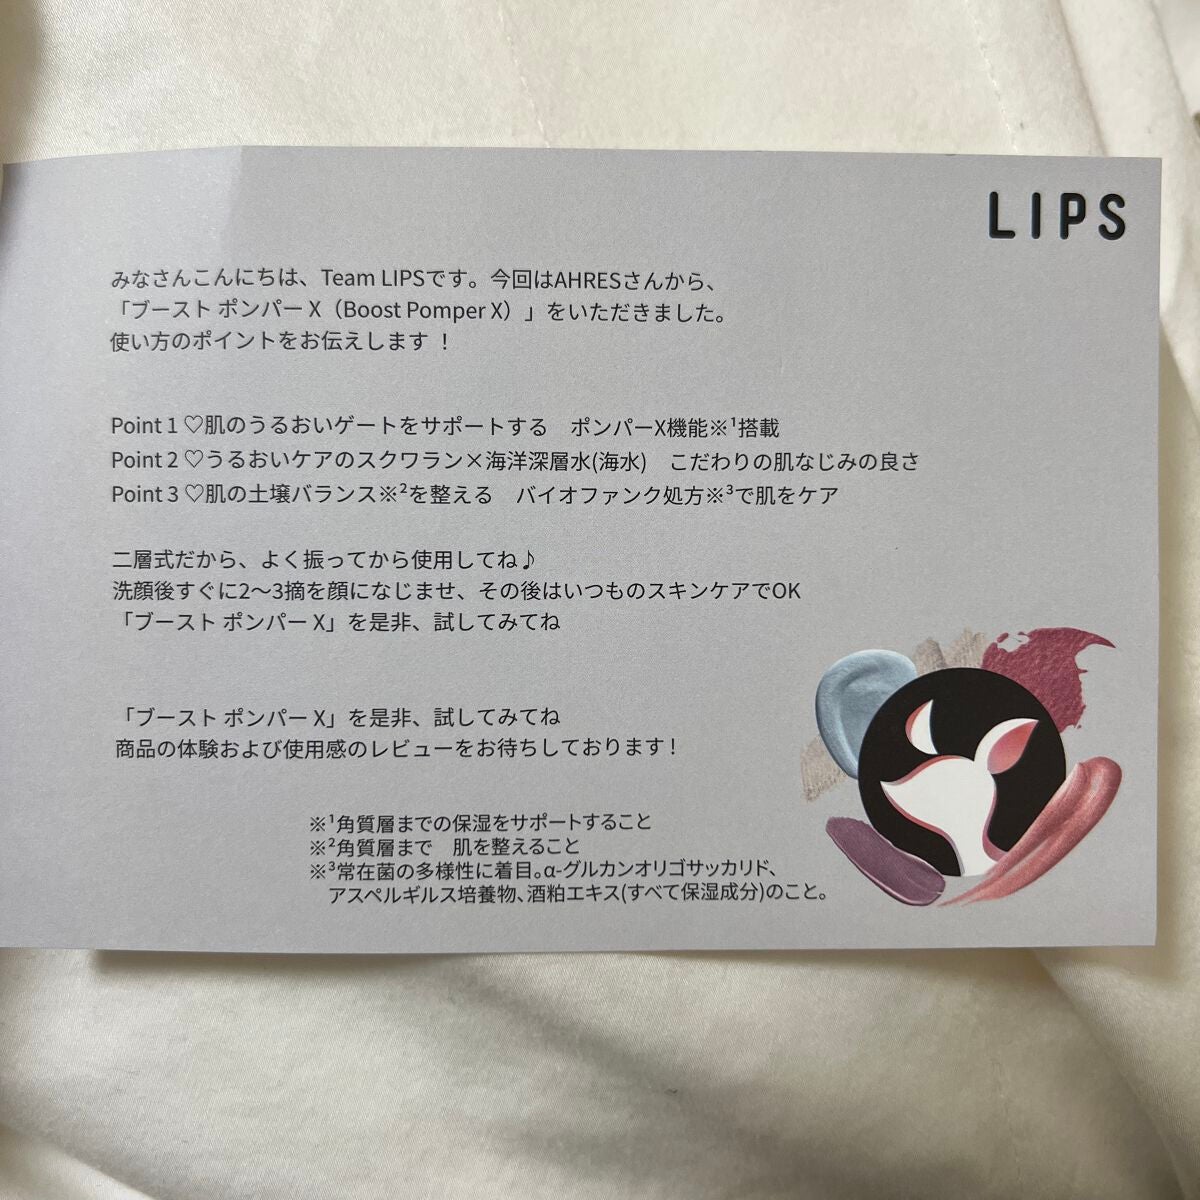 LIPS
みなさんこんにちは、Team LIPSです。今回はAHRESさんから、
「ブースト ポンパー X（Boost Pomper X）」をいただきました。
使い方のポイントをお伝えします ！
Point 1 ♡肌のうるおいゲートをサポートする　ポンパーX機能※¹搭載
Point 2 ♡うるおいケアのスクワラン×海洋深層水(海水)　こだわりの肌なじみの良さ
Point 3 ♡肌の土壌バランス※²を整える　バイオファンク処方※³で肌をケア
二層式だから、よく振ってから使用してね♪
洗顔後すぐに2〜3摘を顔になじませ、その後はいつものスキンケアでOK
「ブースト ポンパー X」を是非、試してみてね
「ブースト ポンパー X」を是非、試してみてね
商品の体験および使用感のレビューをお待ちしております！
※¹角質層までの保湿をサポートすること
※²角質層まで　肌を整えること
※³常在菌の多様性に着目。α-グルカンオリゴサッカリド、
アスペルギルス培養物、酒粕エキス(すべて保湿成分)のこと。